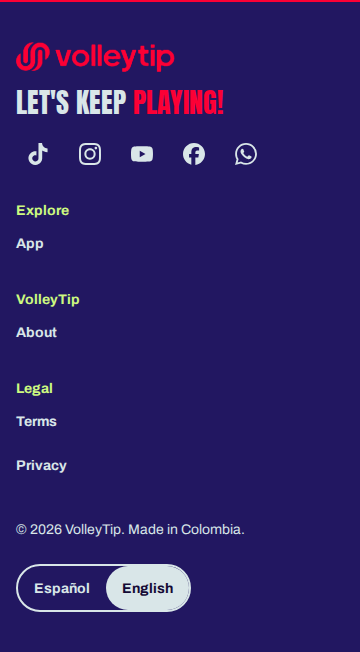 volleytip
LET'S KEEP PLAYING!
Explore
App
VolleyTip
About
Legal
Terms
Privacy
© 2026 VolleyTip. Made in Colombia.
Español English